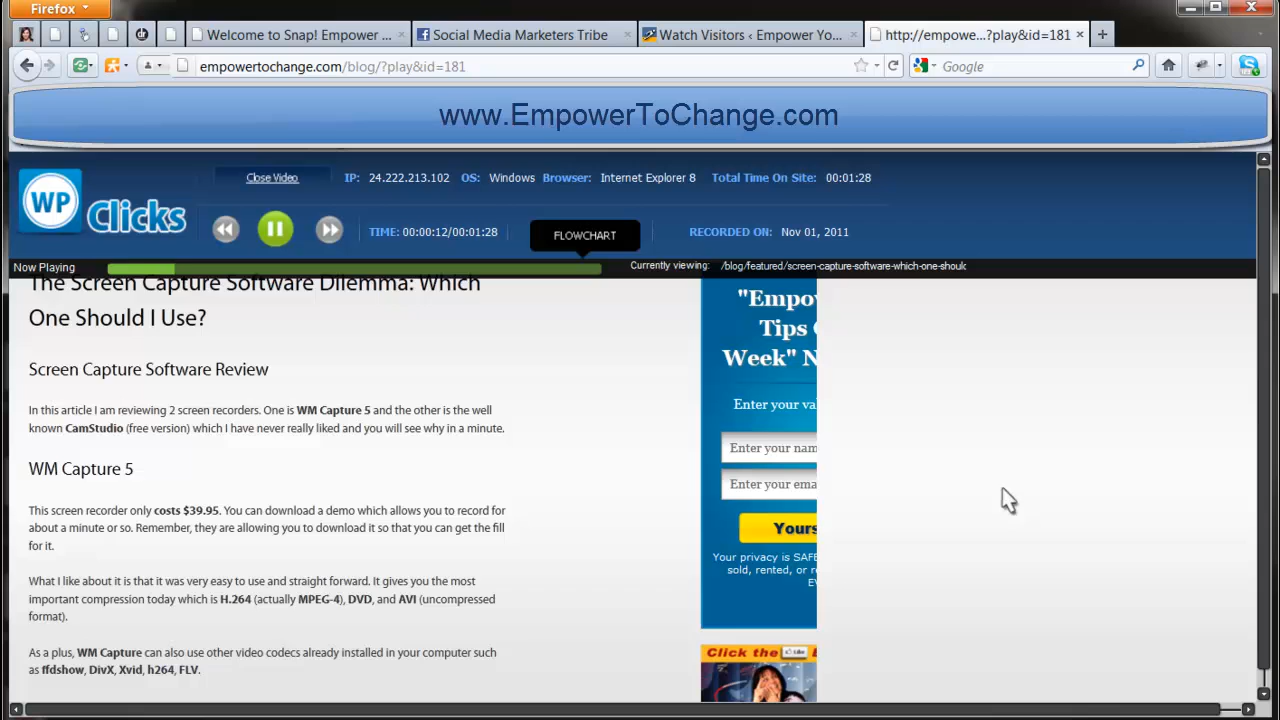 Firefox
Welcome to Snap! Empower ...
Social Media Marketers Tribe
Watch Visitors ‹ Empower Yo...
http://empowe...?play&id=181
empowertochange.com/blog/?play&id=181
Google
www.EmpowerToChange.com
WP Clicks
Close Video
IP: 24.222.213.102 OS: Windows Browser: Internet Explorer 8 Total Time On Site: 00:01:28
TIME: 00:00:12/00:01:28
FLOWCHART
RECORDED ON: Nov 01, 2011
Now Playing
Currently viewing: /blog/featured/screen-capture-software-which-one-shoul
The Screen Capture Software Dilemma: Which
One Should I Use?
Screen Capture Software Review
In this article I am reviewing 2 screen recorders. One is WM Capture 5 and the other is the well
known CamStudio (free version) which I have never really liked and you will see why in a minute.
WM Capture 5
This screen recorder only costs $39.95. You can download a demo which allows you to record for
about a minute or so. Remember, they are allowing you to download it so that you can get the fill
for it.
What I like about it is that it was very easy to use and straight forward. It gives you the most
important compression today which is H.264 (actually MPEG-4), DVD, and AVI (uncompressed
format).
As a plus, WM Capture can also use other video codecs already installed in your computer such
as ffdshow, DivX, Xvid, h264, FLV.
"Empov
Tips
Week" N
Enter your va
Enter your nam
Enter your ema
Yours
Your privacy is SAFE
sold, rented, or r
EV
Click the
Like